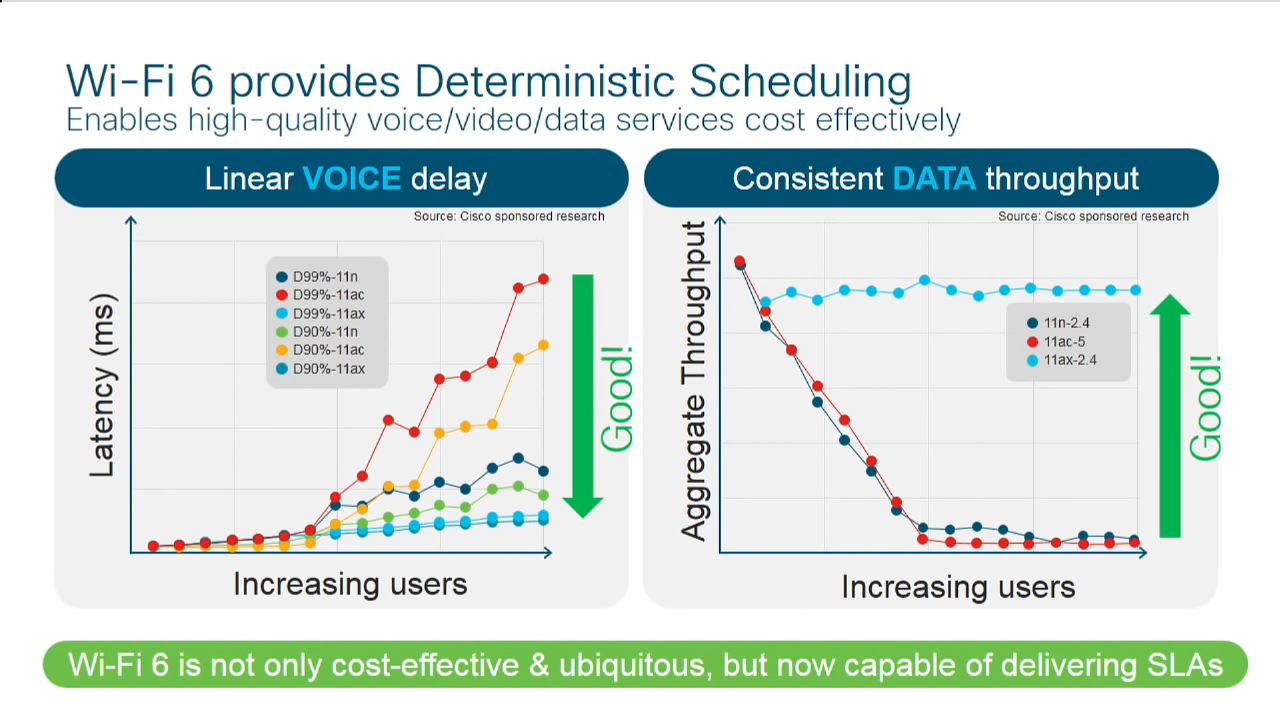 Wi-Fi 6 provides Deterministic Scheduling
Enables high-quality voice/video/data services cost effectively
Linear VOICE delay
Source: Cisco sponsored research
Latency (ms)
D99%-11n
D99%-11ac
D99%-11ax
D90%-11n
D90%-11ac
D90%-11ax
Good!
Increasing users
Consistent DATA throughput
Source: Cisco sponsored research
Aggregate Throughput
11n-2.4
11ac-5
11ax-2.4
Good!
Increasing users
Wi-Fi 6 is not only cost-effective & ubiquitous, but now capable of delivering SLAs